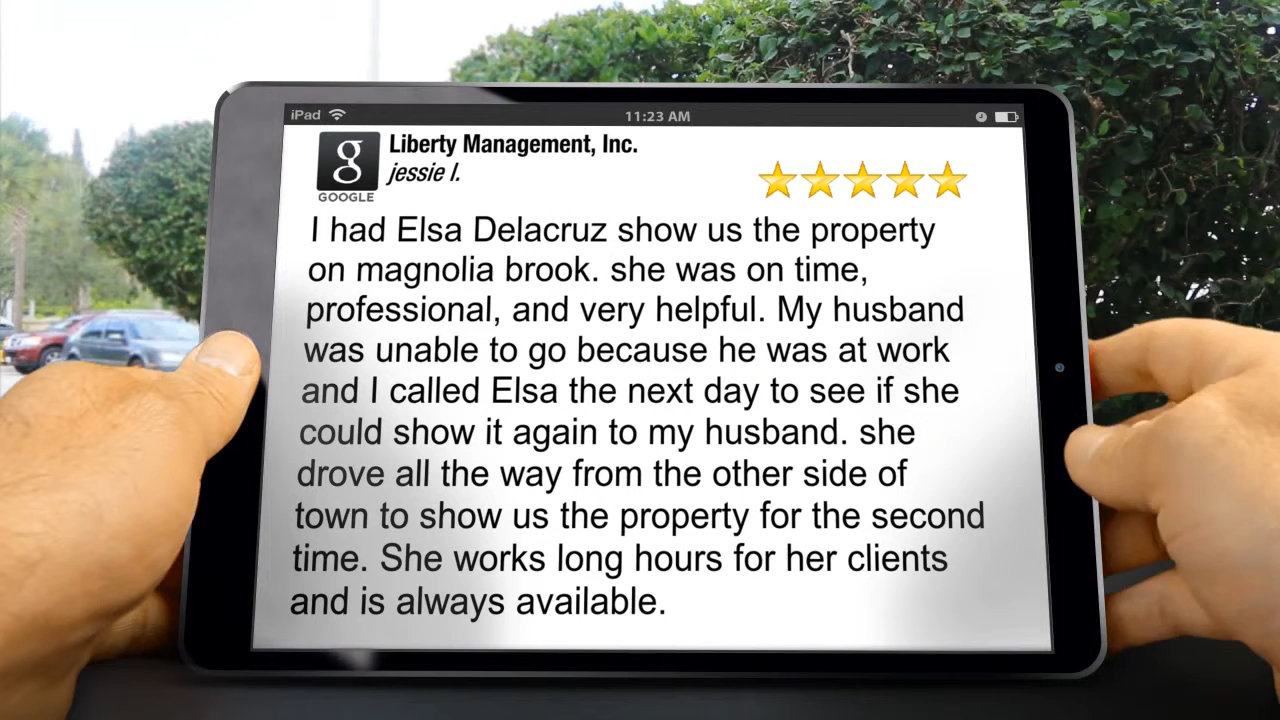 iPad 11:23 AM
g
GOOGLE
Liberty Management, Inc.
jessie l.
I had Elsa Delacruz show us the property
on magnolia brook. she was on time,
professional, and very helpful. My husband
was unable to go because he was at work
and I called Elsa the next day to see if she
could show it again to my husband. she
drove all the way from the other side of
town to show us the property for the second
time. She works long hours for her clients
and is always available.